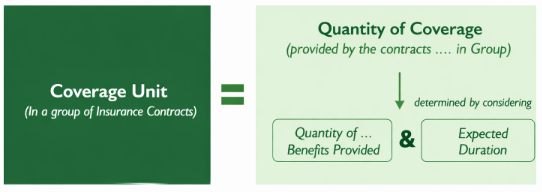 Coverage Unit
(In a group of Insurance Contracts)
=
Quantity of Coverage
(provided by the contracts .... in Group)
determined by considering
Quantity of ...
Benefits Provided
&
Expected
Duration